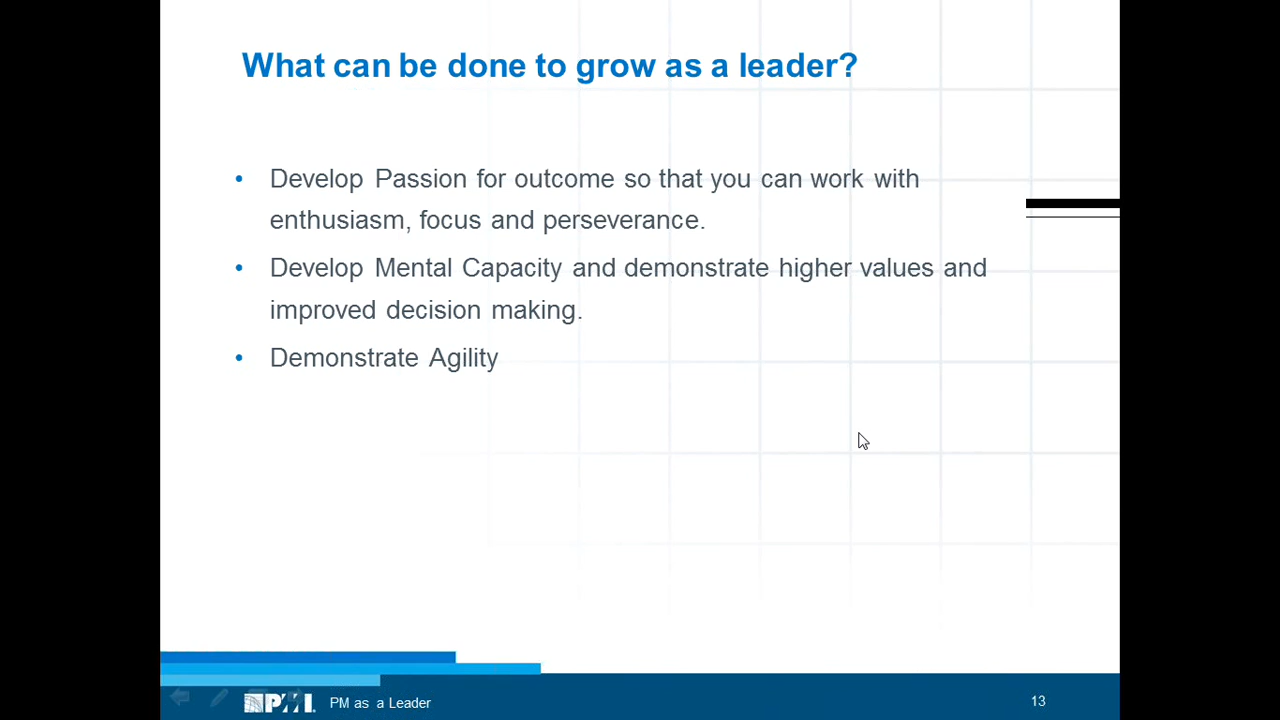 What can be done to grow as a leader?
• Develop Passion for outcome so that you can work with
enthusiasm, focus and perseverance.
• Develop Mental Capacity and demonstrate higher values and
improved decision making.
• Demonstrate Agility
PMI PM as a Leader 13